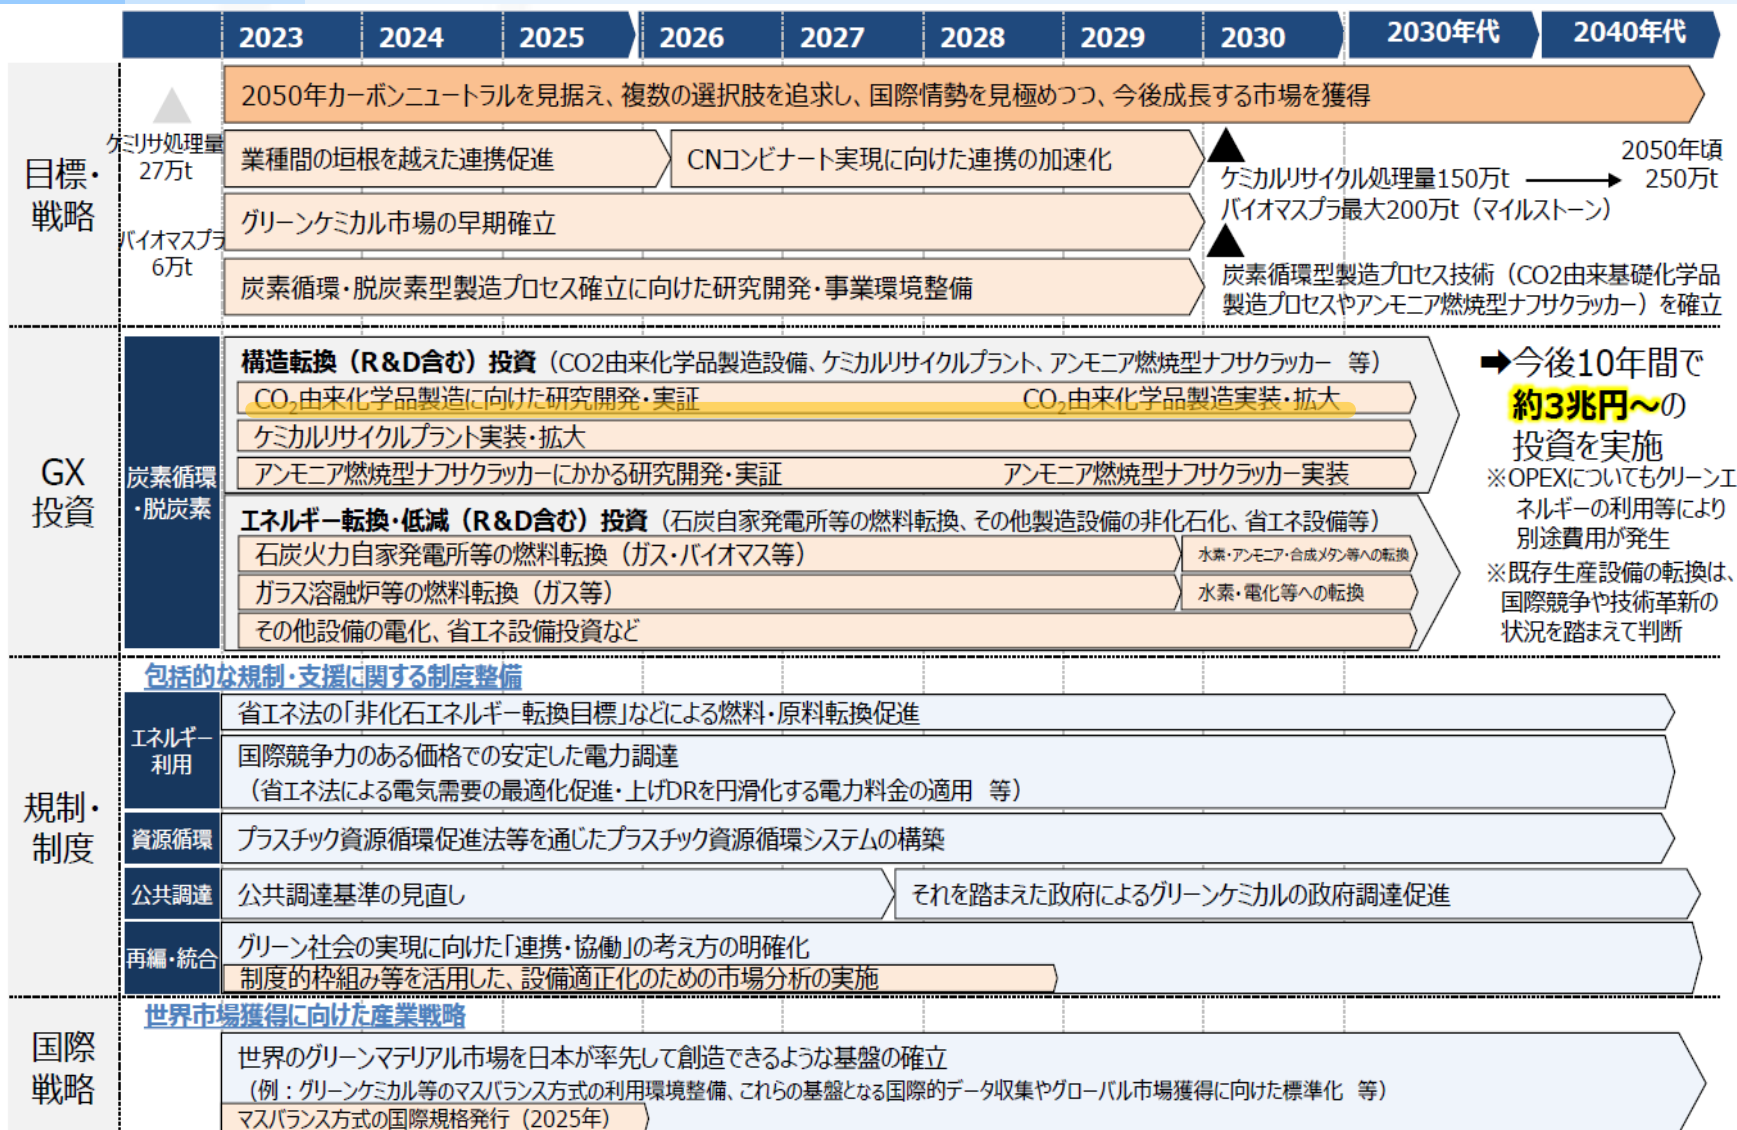 2023 2024 2025 2026 2027 2028 2029 2030 2030年代 2040年代
目標・
戦略
ケミリサ処理量
27万t
バイオマスプラ
6万t
2050年カーボンニュートラルを見据え、複数の選択肢を追求し、国際情勢を見極めつつ、今後成長する市場を獲得
業種間の垣根を越えた連携促進
CNコンビナート実現に向けた連携の加速化
グリーンケミカル市場の早期確立
炭素循環・脱炭素型製造プロセス確立に向けた研究開発・事業環境整備
2050年頃
ケミカルリサイクル処理量150万t 250万t
バイオマスプラ最大200万t（マイルストーン）
炭素循環型製造プロセス技術（CO2由来基礎化学品
製造プロセスやアンモニア燃焼型ナフサクラッカー）を確立
GX
投資
炭素循環
・脱炭素
構造転換（R&D含む）投資（CO2由来化学品製造設備、ケミカルリサイクルプラント、アンモニア燃焼型ナフサクラッカー 等）
CO₂由来化学品製造に向けた研究開発・実証 CO₂由来化学品製造実装・拡大
ケミカルリサイクルプラント実装・拡大
アンモニア燃焼型ナフサクラッカーにかかる研究開発・実証 アンモニア燃焼型ナフサクラッカー実装
エネルギー転換・低減（R&D含む）投資（石炭自家発電所等の燃料転換、その他製造設備の非化石化、省エネ設備等）
石炭火力自家発電所等の燃料転換（ガス・バイオマス等） 水素・アンモニア・合成メタン等への転換
ガラス溶融炉等の燃料転換（ガス等） 水素・電化等への転換
その他設備の電化、省エネ設備投資など
➡今後10年間で
約3兆円～の
投資を実施
※OPEXについてもクリーンエ
ネルギーの利用等により
別途費用が発生
※既存生産設備の転換は、
国際競争や技術革新の
状況を踏まえて判断
規制・
制度
包括的な規制・支援に関する制度整備
エネルギー
利用
省エネ法の「非化石エネルギー転換目標」などによる燃料・原料転換促進
国際競争力のある価格での安定した電力調達
（省エネ法による電気需要の最適化促進・上げDRを円滑化する電力料金の適用 等）
資源循環
プラスチック資源循環促進法等を通じたプラスチック資源循環システムの構築
公共調達
公共調達基準の見直し
それを踏まえた政府によるグリーンケミカルの政府調達促進
再編・統合
グリーン社会の実現に向けた「連携・協働」の考え方の明確化
制度的枠組み等を活用した、設備適正化のための市場分析の実施
国際
戦略
世界市場獲得に向けた産業戦略
世界のグリーンマテリアル市場を日本が率先して創造できるような基盤の確立
（例：グリーンケミカル等のマスバランス方式の利用環境整備、これらの基盤となる国際的データ収集やグローバル市場獲得に向けた標準化 等）
マスバランス方式の国際規格発行（2025年）